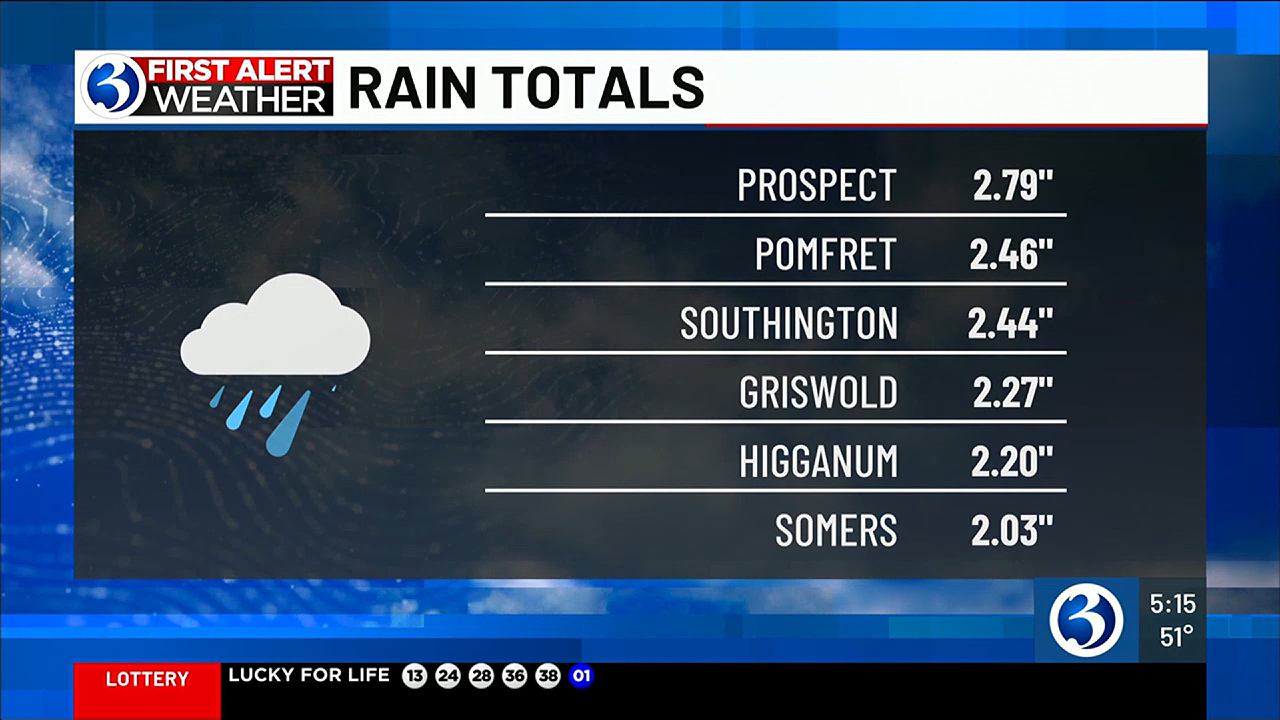 3 FIRST ALERT WEATHER RAIN TOTALS
PROSPECT 2.79"
POMFRET 2.46"
SOUTHINGTON 2.44"
GRISWOLD 2.27"
HIGGANUM 2.20"
SOMERS 2.03"
3 5:15
51°
LOTTERY LUCKY FOR LIFE 13 24 28 36 38 01